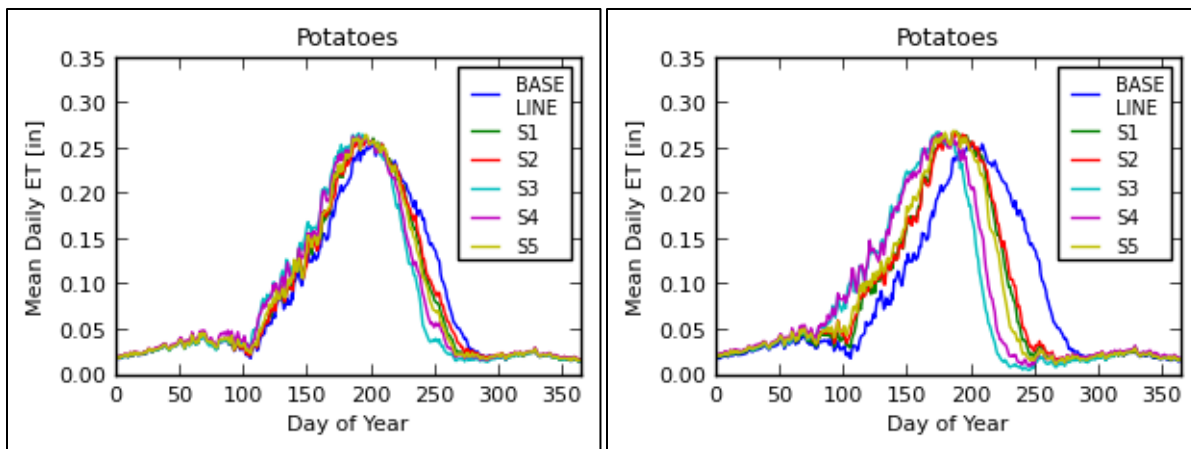 Potatoes
0.35
0.30
0.25
0.20
0.15
0.10
0.05
0.00
Mean Daily ET [in]
0 50 100 150 200 250 300 350
Day of Year
BASE
LINE
S1
S2
S3
S4
S5
Potatoes
0.35
0.30
0.25
0.20
0.15
0.10
0.05
0.00
Mean Daily ET [in]
0 50 100 150 200 250 300 350
Day of Year
BASE
LINE
S1
S2
S3
S4
S5